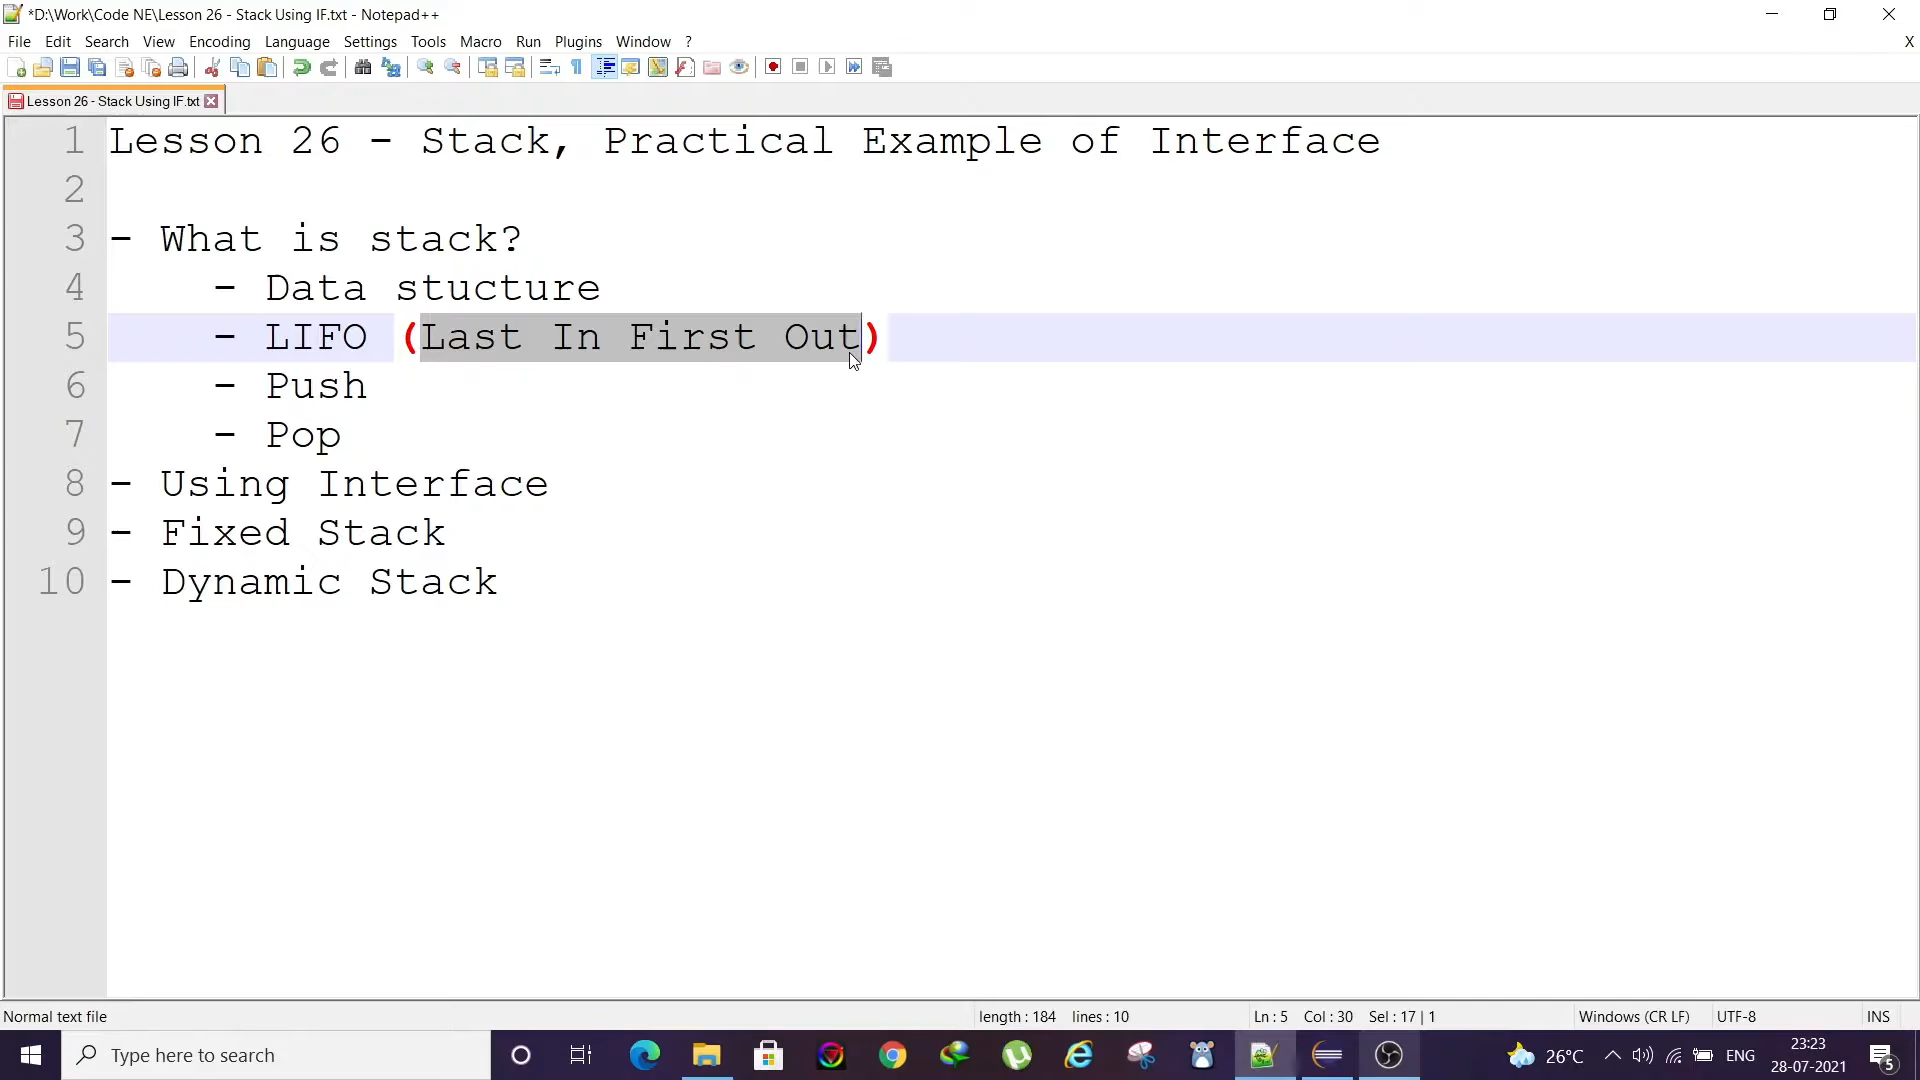 *D:\Work\Code NE\Lesson 26 - Stack Using IF.txt - Notepad++
File Edit Search View Encoding Language Settings Tools Macro Run Plugins Window ? X
Lesson 26 - Stack Using IF.txt
1 Lesson 26 - Stack, Practical Example of Interface
2
3 - What is stack?
4 - Data stucture
5 - LIFO (Last In First Out)
6 - Push
7 - Pop
8 - Using Interface
9 - Fixed Stack
10 - Dynamic Stack
Normal text file length : 184 lines : 10 Ln : 5 Col : 30 Sel : 17 | 1 Windows (CR LF) UTF-8 INS
Type here to search 26°C ENG 23:23
28-07-2021 5